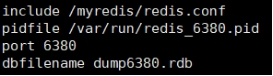 include /myredis/redis.conf
pidfile /var/run/redis_6380.pid
port 6380
dbfilename dump6380.rdb